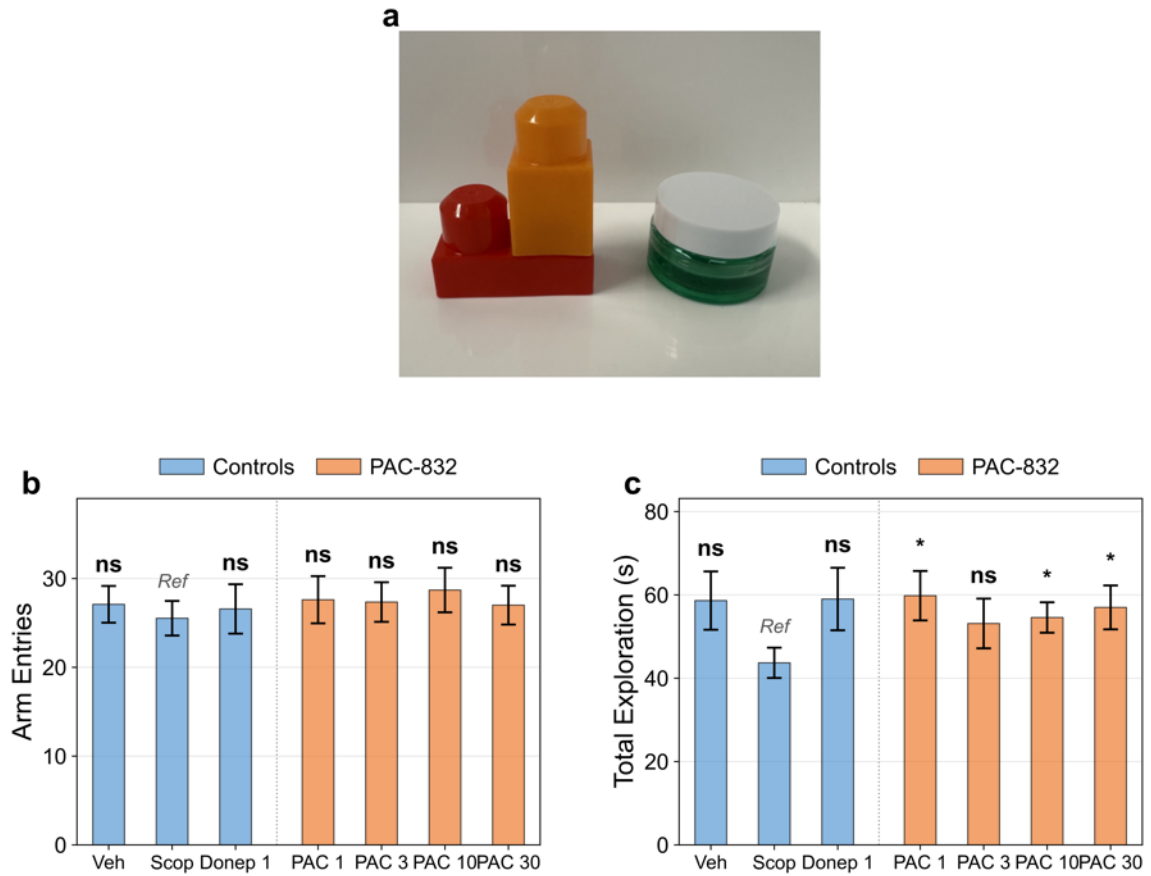 a
b
Controls PAC-832
Arm Entries
30
20
10
0
ns
Ref
ns
ns
ns
ns
ns
Veh Scop Donep 1 PAC 1 PAC 3 PAC 10 PAC 30
c
Controls PAC-832
Total Exploration (s)
80
60
40
20
0
ns
Ref
ns
*
ns
*
*
Veh Scop Donep 1 PAC 1 PAC 3 PAC 10 PAC 30